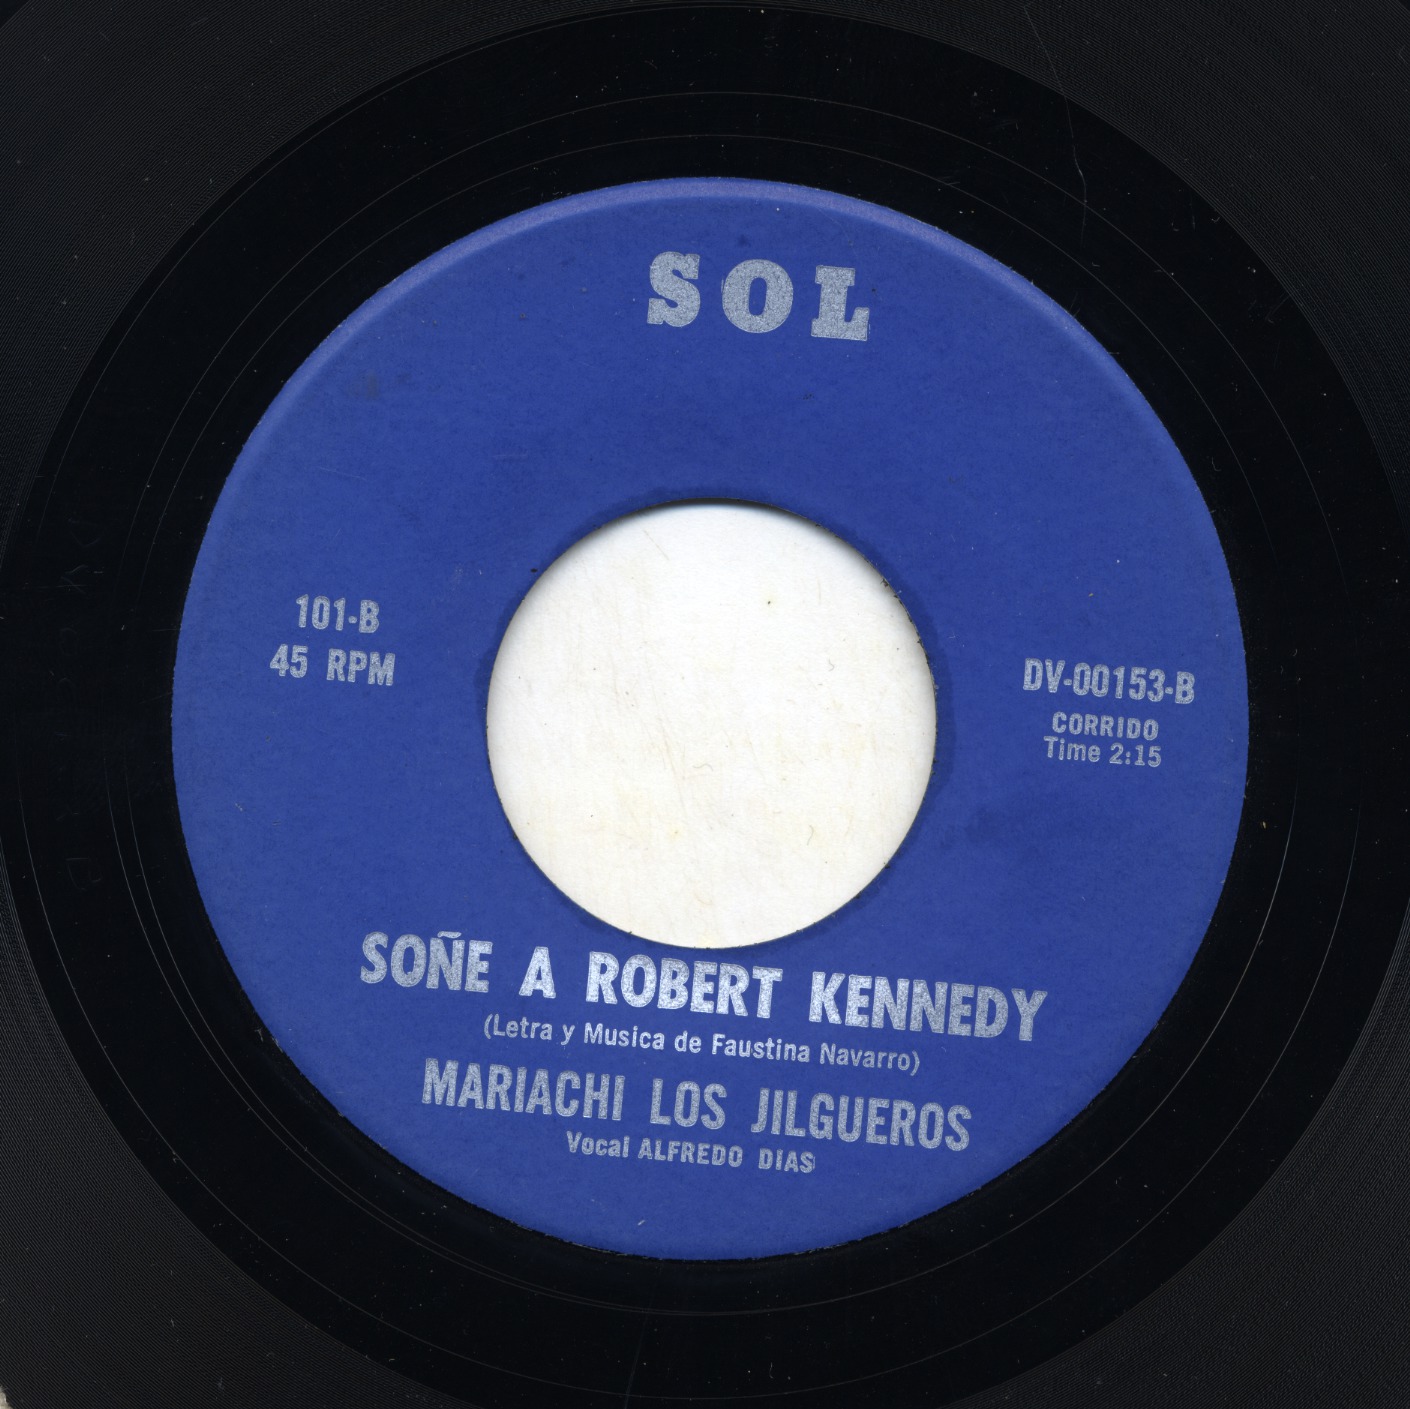 SOL
101-B
45 RPM
DV-00153-B
CORRIDO
Time 2:15
SOÑE A ROBERT KENNEDY
(Letra y Musica de Faustina Navarro)
MARIACHI LOS JILGUEROS
Vocal ALFREDO DIAS